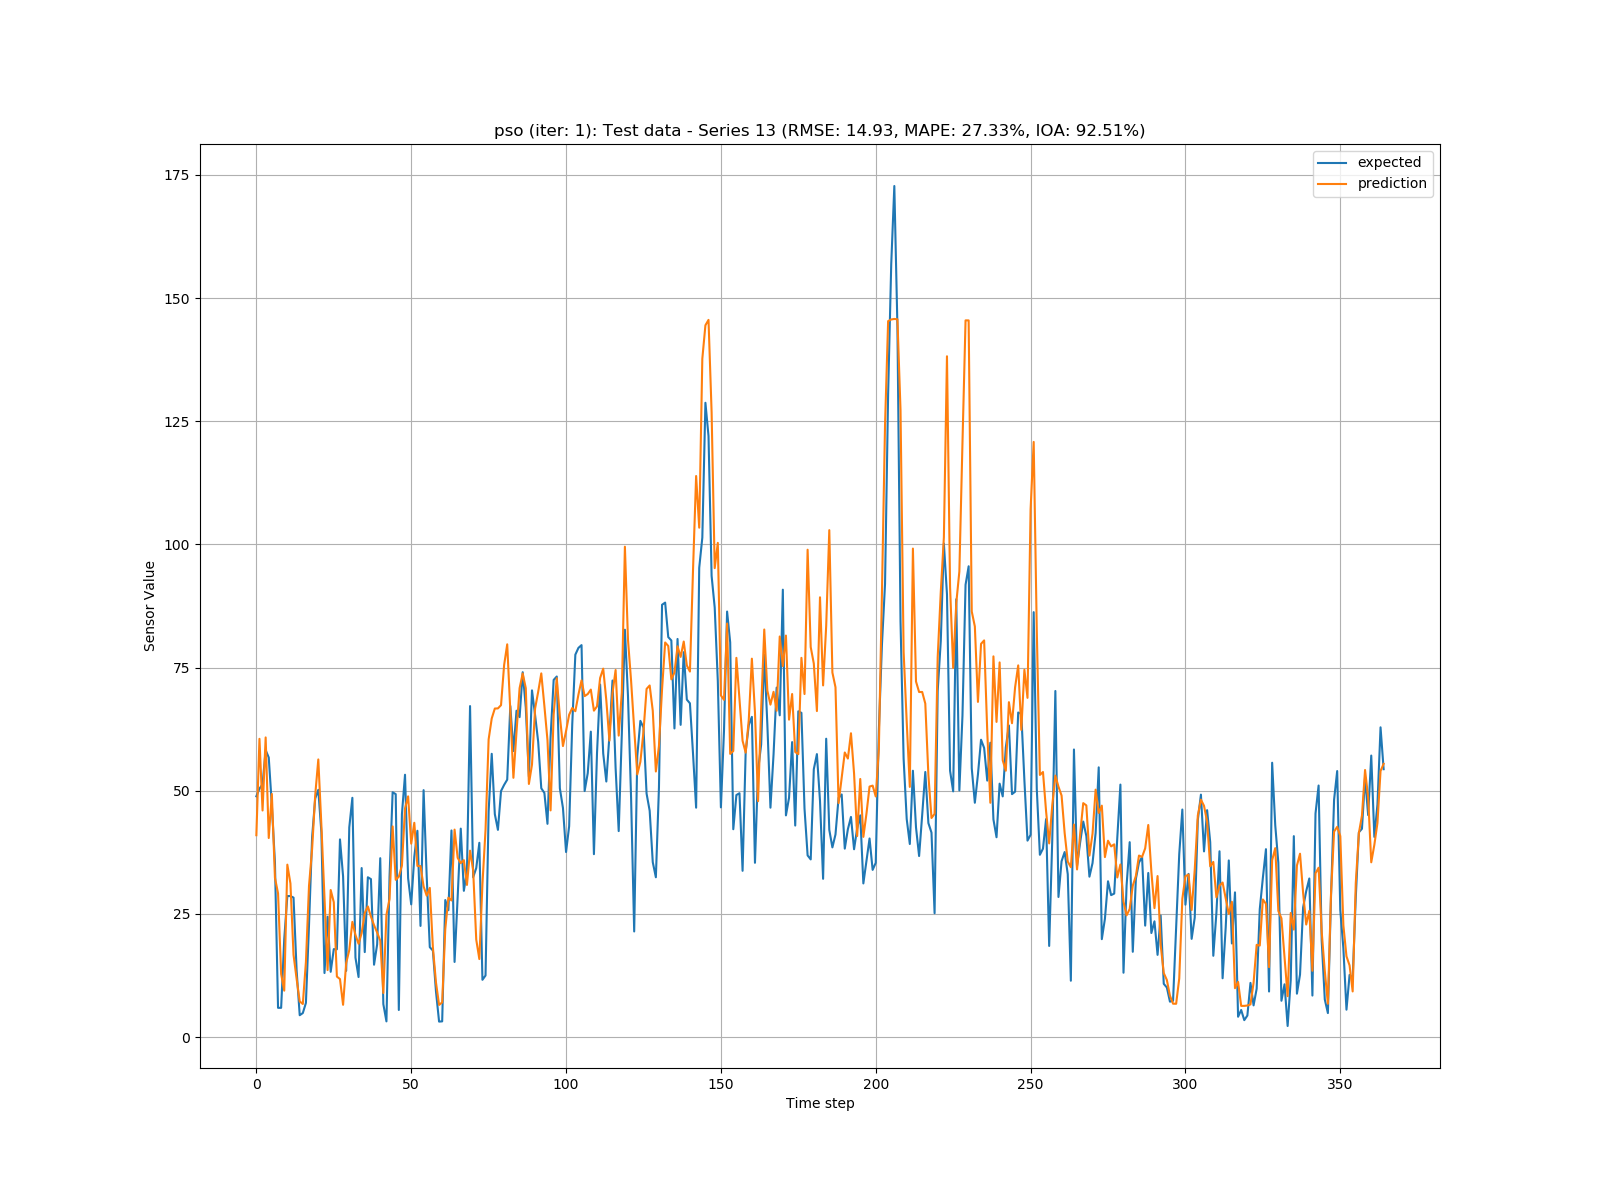 pso (iter: 1): Test data - Series 13 (RMSE: 14.93, MAPE: 27.33%, IOA: 92.51%)
expected
prediction
175
150
125
100
75
50
25
0
Sensor Value
0 50 100 150 200 250 300 350
Time step